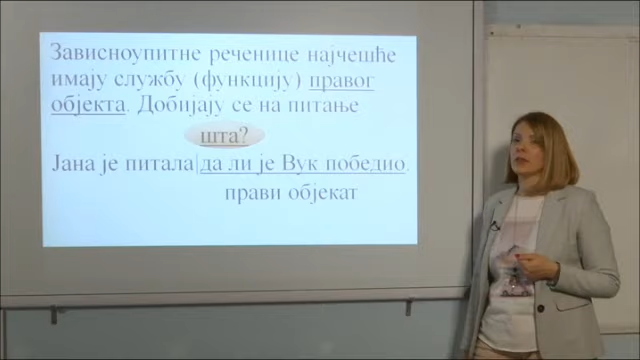 Зависноупитне реченице најчешће
имају службу (функцију) правог
објекта. Добијају се на питање
шта?
Јана је питала|да ли је Вук победио.
прави објекат